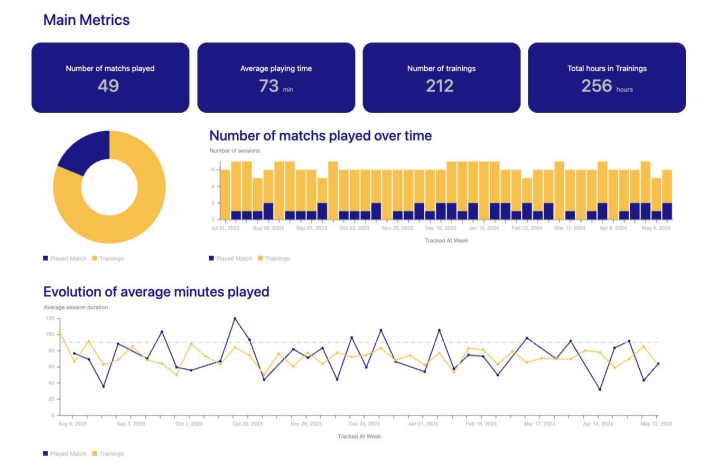 Main Metrics
Number of matchs played
49
Average playing time
73 min
Number of trainings
212
Total hours in Trainings
256 hours
Number of matchs played over time
Number of sessions
6
4
2
0
Jul 31, 2023 Aug 28, 2023 Sep 25, 2023 Oct 23, 2023 Nov 20, 2023 Dec 18, 2023 Jan 15, 2024 Feb 12, 2024 Mar 11, 2024 Apr 8, 2024 May 6, 2024
Tracked At Week
Played Match Trainings
Played Match Trainings
Evolution of average minutes played
Average session duration
120
100
80
60
40
20
0
Aug 6, 2023 Sep 3, 2023 Oct 1, 2023 Oct 29, 2023 Nov 26, 2023 Dec 24, 2023 Jan 21, 2024 Feb 18, 2024 Mar 17, 2024 Apr 14, 2024 May 12, 2024
Tracked At Week
Played Match Trainings